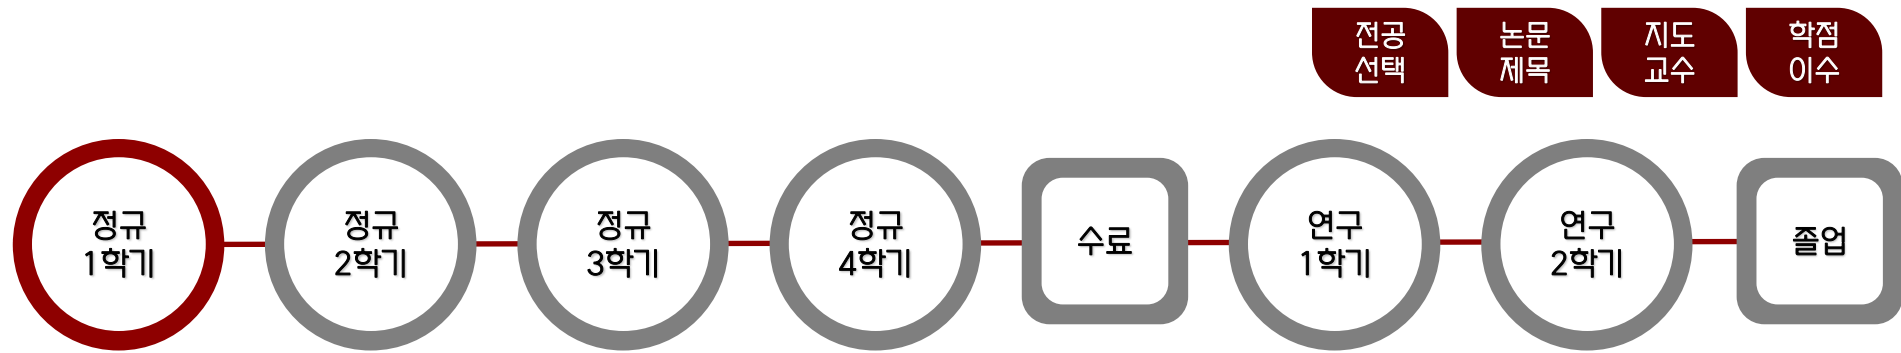 전공
선택
논문
제목
지도
교수
학점
이수
정규
1학기
정규
2학기
정규
3학기
정규
4학기
수료
연구
1학기
연구
2학기
졸업